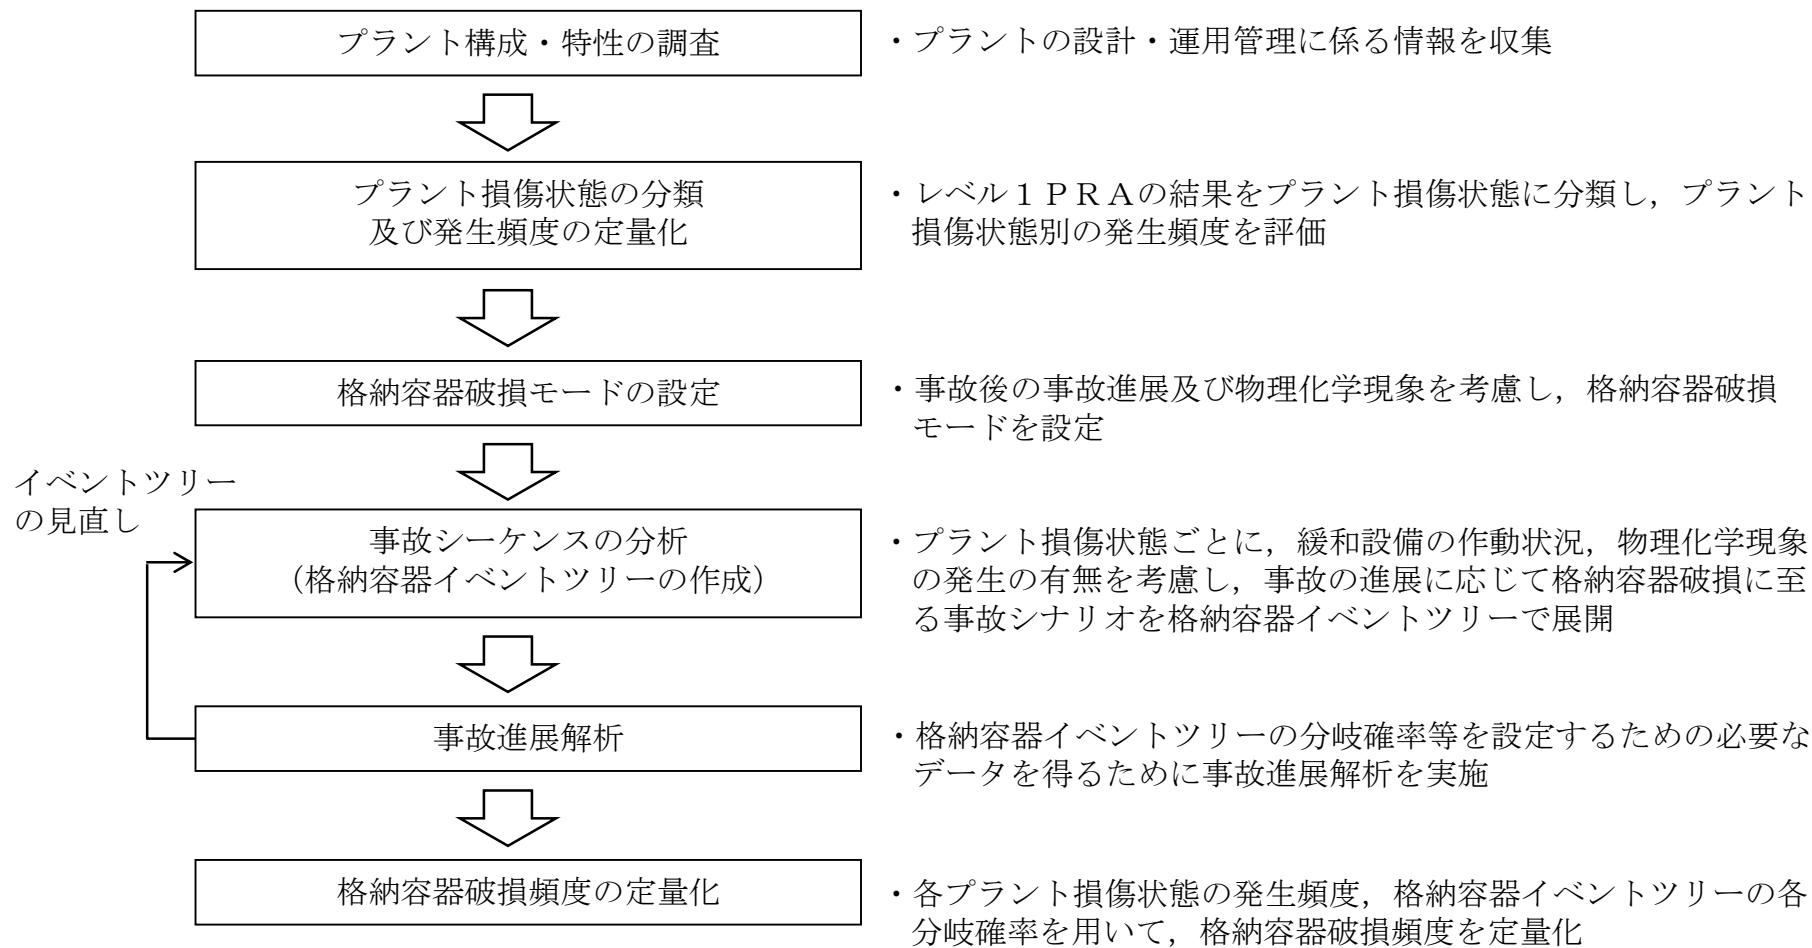 プラント構成・特性の調査
・プラントの設計・運用管理に係る情報を収集
プラント損傷状態の分類
及び発生頻度の定量化
・レベル１ＰＲＡの結果をプラント損傷状態に分類し，プラント
損傷状態別の発生頻度を評価
格納容器破損モードの設定
・事故後の事故進展及び物理化学現象を考慮し，格納容器破損
モードを設定
イベントツリー
の見直し
事故シーケンスの分析
（格納容器イベントツリーの作成）
・プラント損傷状態ごとに，緩和設備の作動状況，物理化学現象
の発生の有無を考慮し，事故の進展に応じて格納容器破損に至
る事故シナリオを格納容器イベントツリーで展開
事故進展解析
・格納容器イベントツリーの分岐確率等を設定するための必要な
データを得るために事故進展解析を実施
格納容器破損頻度の定量化
・各プラント損傷状態の発生頻度，格納容器イベントツリーの各
分岐確率を用いて，格納容器破損頻度を定量化